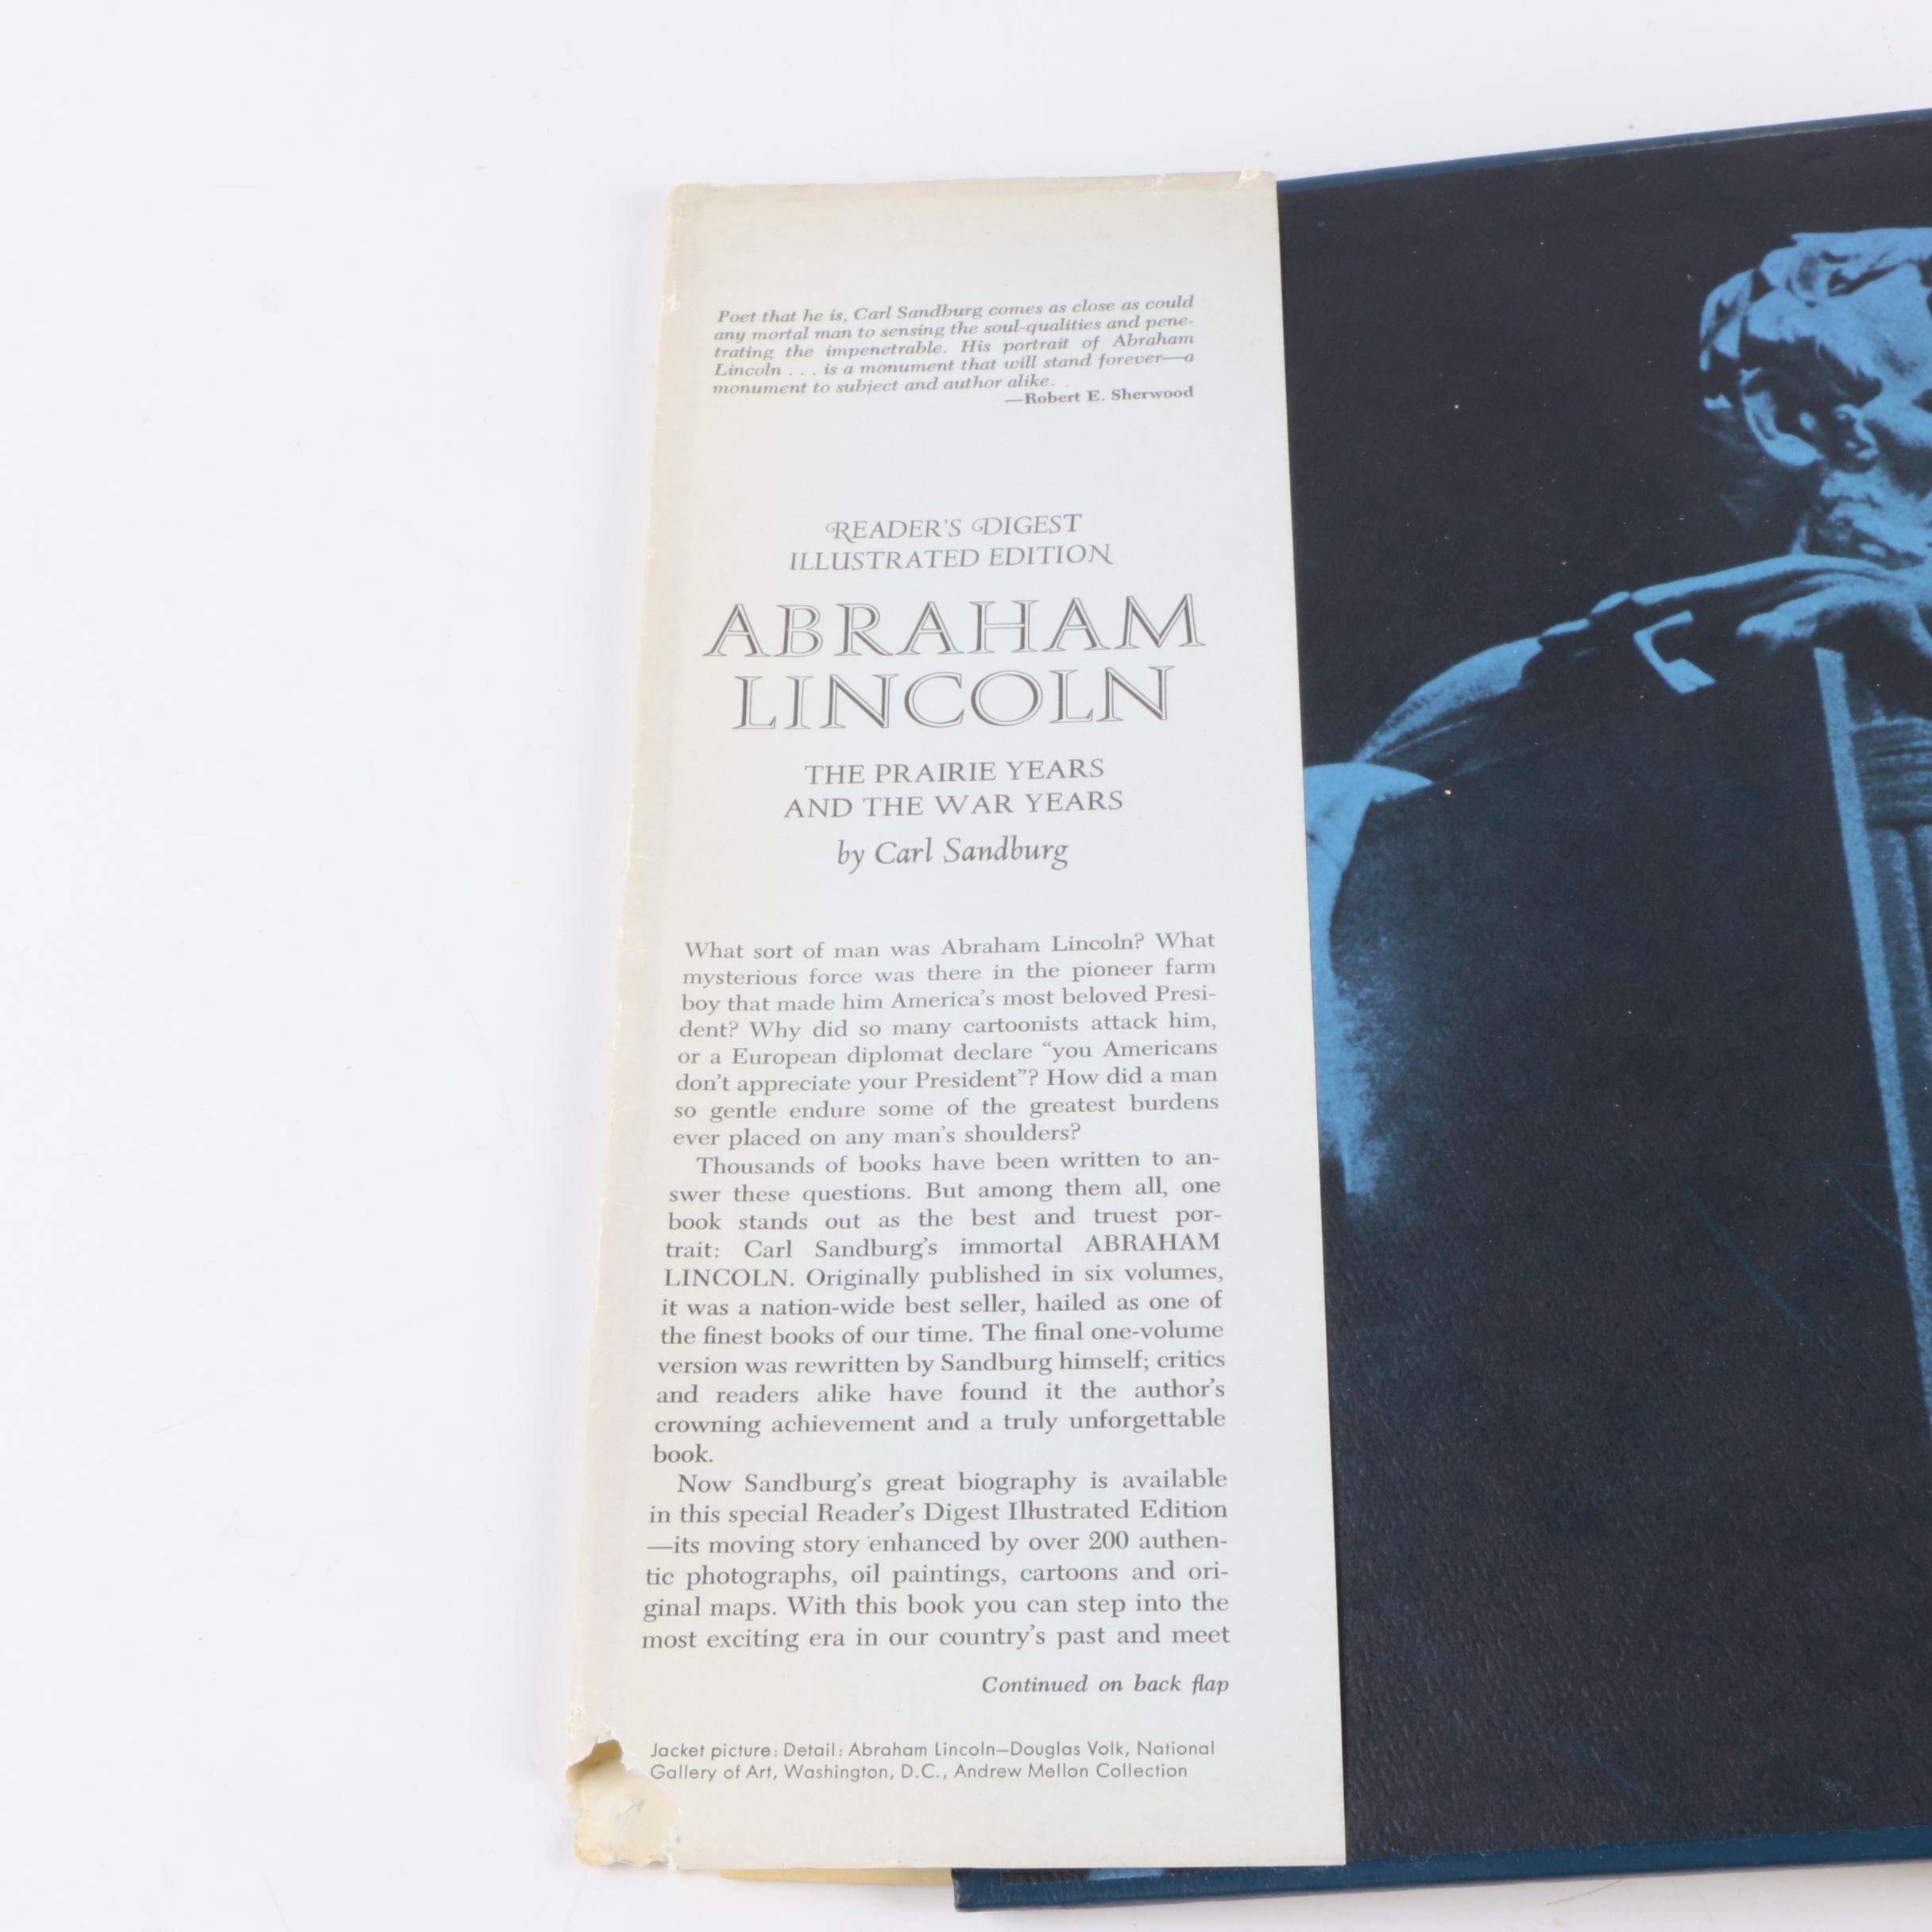 Poet that he is, Carl Sandburg comes as close as could
any mortal man to sensing the soul-qualities and pene-
trating the impenetrable. His portrait of Abraham
Lincoln . . . is a monument that will stand forever—a
monument to subject and author alike.
—Robert E. Sherwood
READER'S DIGEST
ILLUSTRATED EDITION
ABRAHAM
LINCOLN
THE PRAIRIE YEARS
AND THE WAR YEARS
by Carl Sandburg
What sort of man was Abraham Lincoln? What
mysterious force was there in the pioneer farm
boy that made him America's most beloved Presi-
dent? Why did so many cartoonists attack him,
or a European diplomat declare “you Americans
don't appreciate your President”? How did a man
so gentle endure some of the greatest burdens
ever placed on any man's shoulders?
Thousands of books have been written to an-
swer these questions. But among them all, one
book stands out as the best and truest por-
trait: Carl Sandburg's immortal ABRAHAM
LINCOLN. Originally published in six volumes,
it was a nation-wide best seller, hailed as one of
the finest books of our time. The final one-volume
version was rewritten by Sandburg himself; critics
and readers alike have found it the author's
crowning achievement and a truly unforgettable
book.
Now Sandburg's great biography is available
in this special Reader's Digest Illustrated Edition
—its moving story enhanced by over 200 authen-
tic photographs, oil paintings, cartoons and ori-
ginal maps. With this book you can step into the
most exciting era in our country's past and meet
Continued on back flap
Jacket picture: Detail: Abraham Lincoln—Douglas Volk, National
Gallery of Art, Washington, D.C., Andrew Mellon Collection